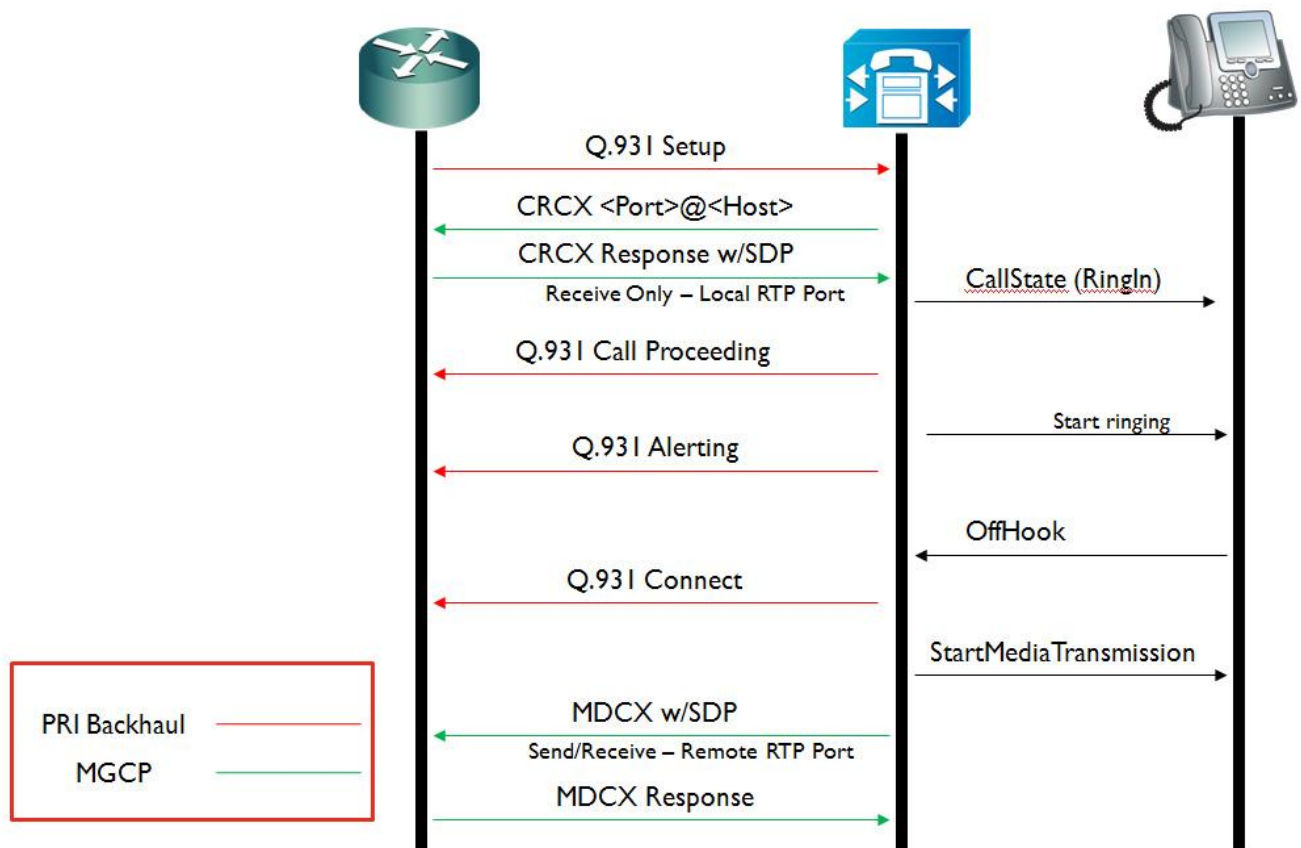 Q.931 Setup
CRCX <Port>@<Host>
CRCX Response w/SDP
Receive Only – Local RTP Port
CallState (RingIn)
Q.931 Call Proceeding
Start ringing
Q.931 Alerting
OffHook
Q.931 Connect
StartMediaTransmission
MDCX w/SDP
Send/Receive – Remote RTP Port
MDCX Response
PRI Backhaul
MGCP